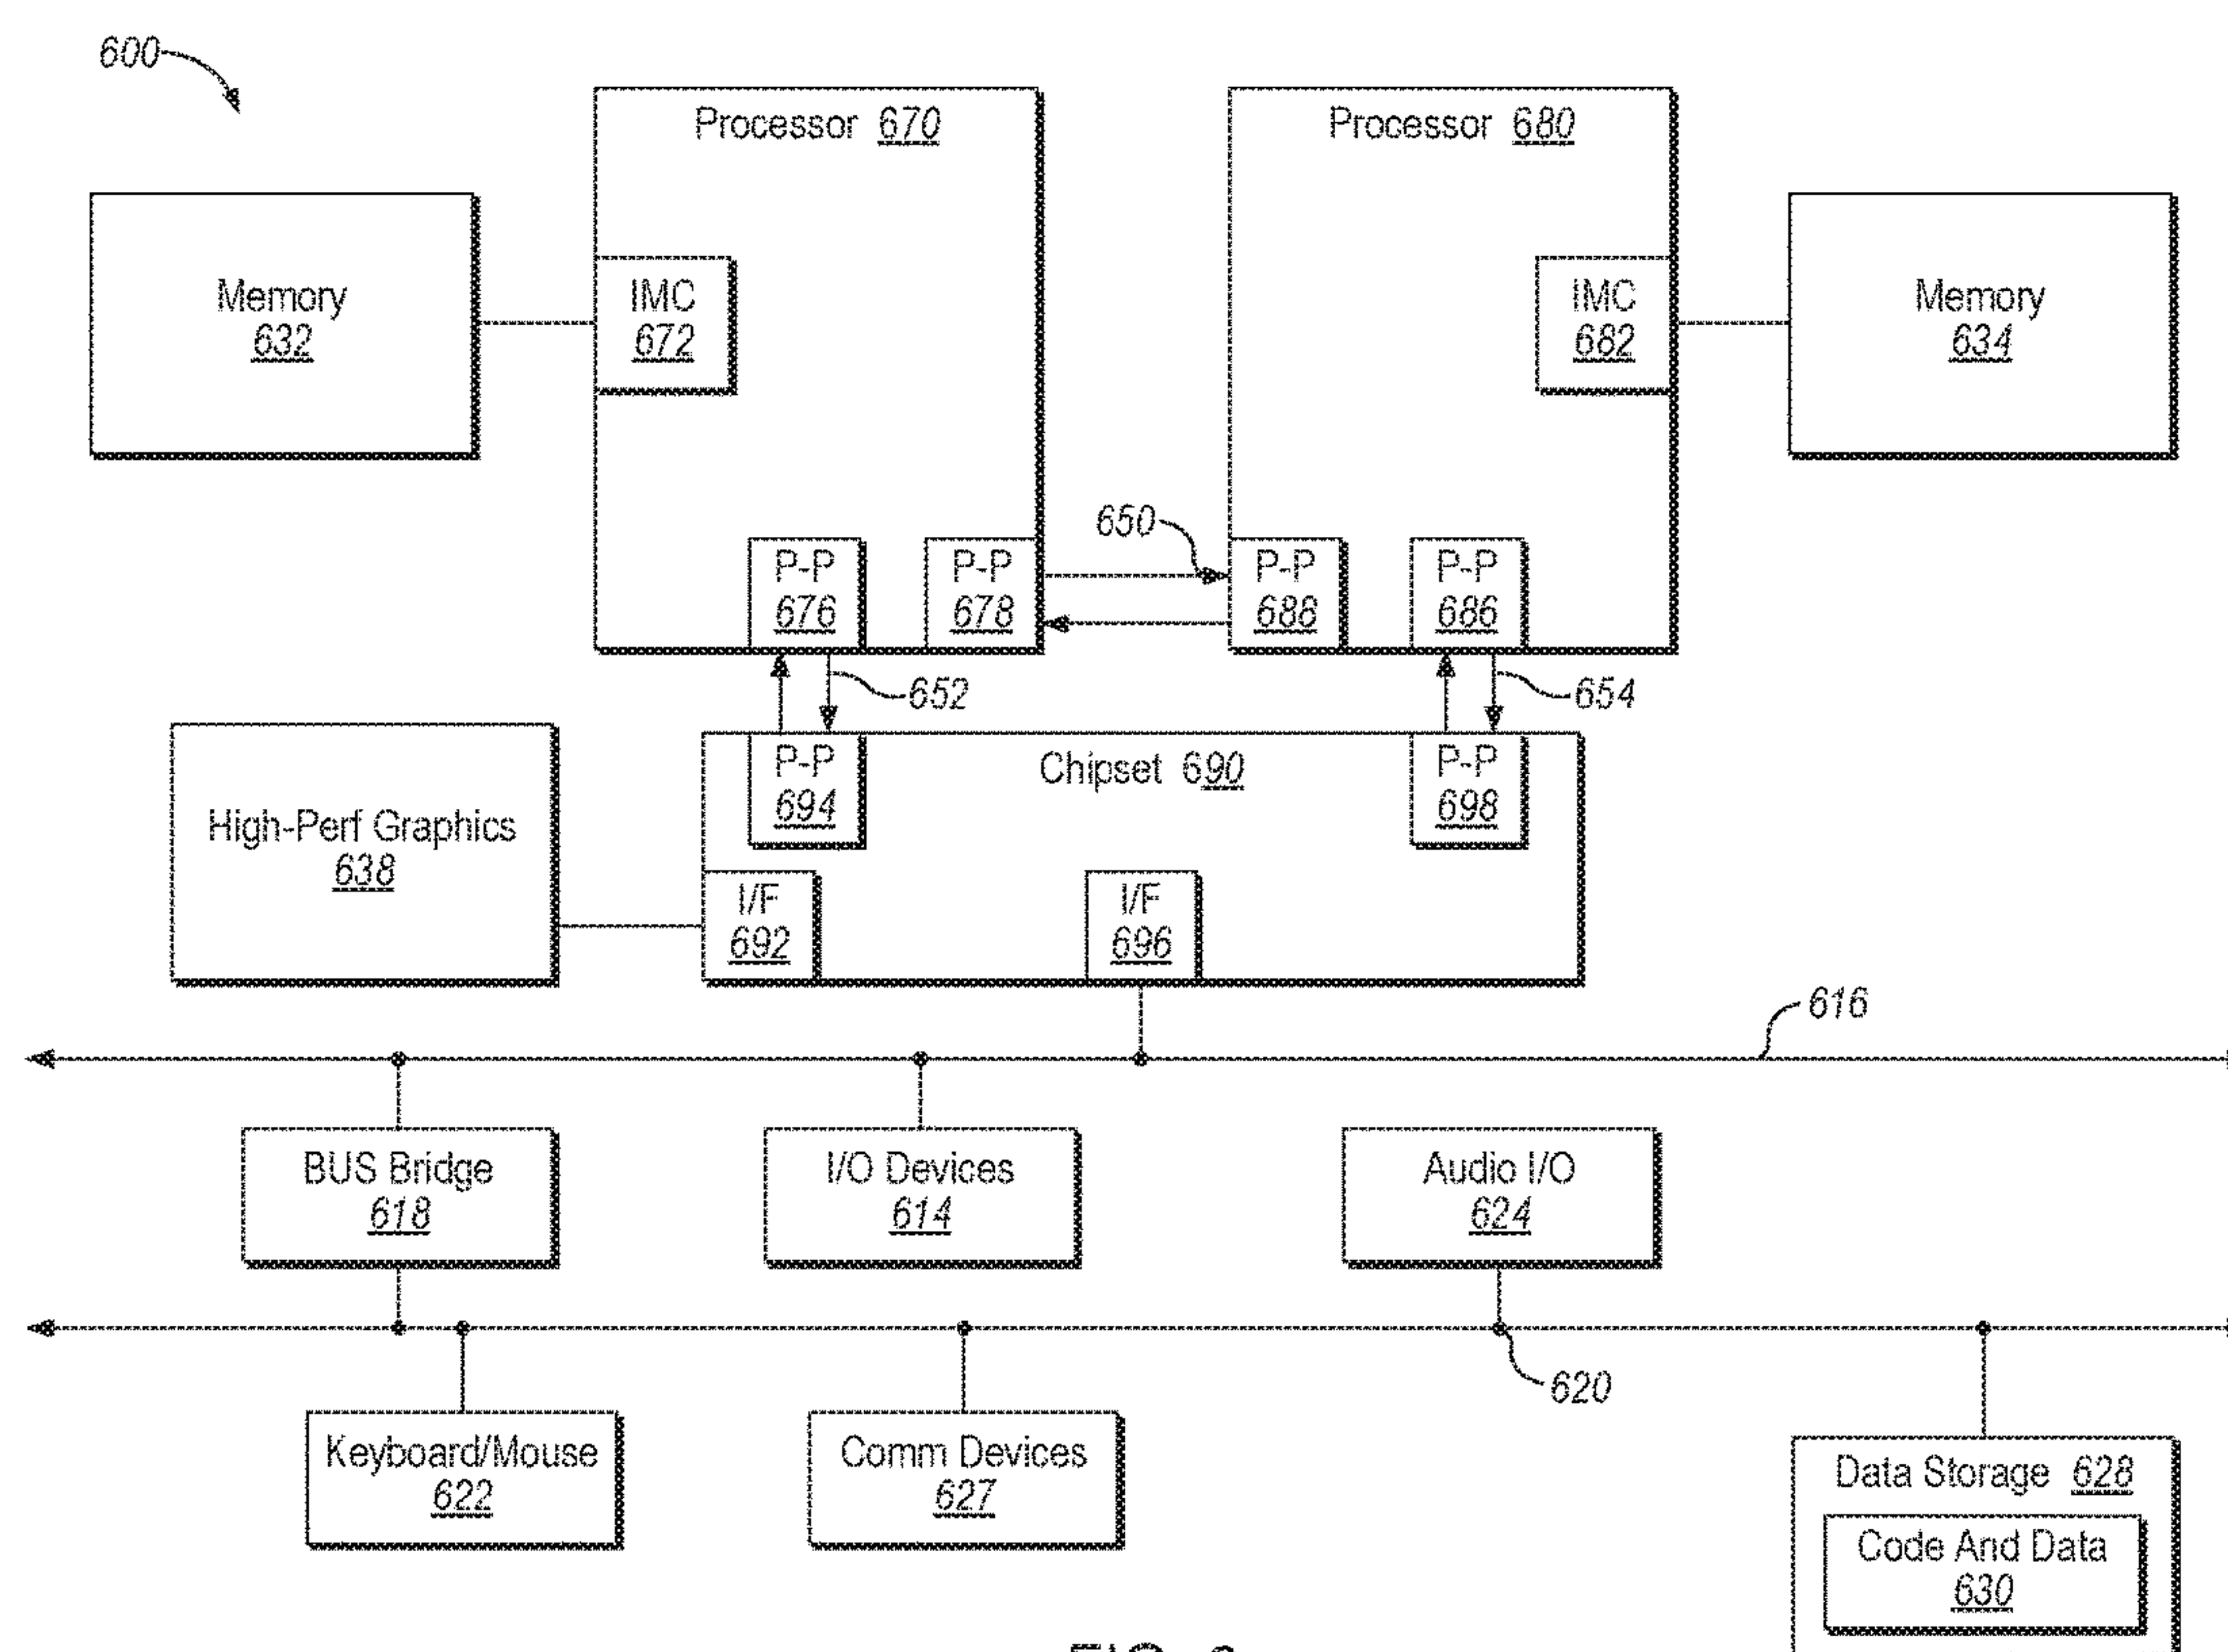 600
Processor 670
Processor 680
Memory
632
IMC
672
IMC
682
Memory
634
650
P-P
676
P-P
678
P-P
688
P-P
686
652
654
High-Perf Graphics
638
P-P
694
Chipset 690
P-P
698
I/F
692
I/F
696
616
BUS Bridge
618
I/O Devices
614
Audio I/O
624
620
Keyboard/Mouse
622
Comm Devices
627
Data Storage 628
Code And Data
630